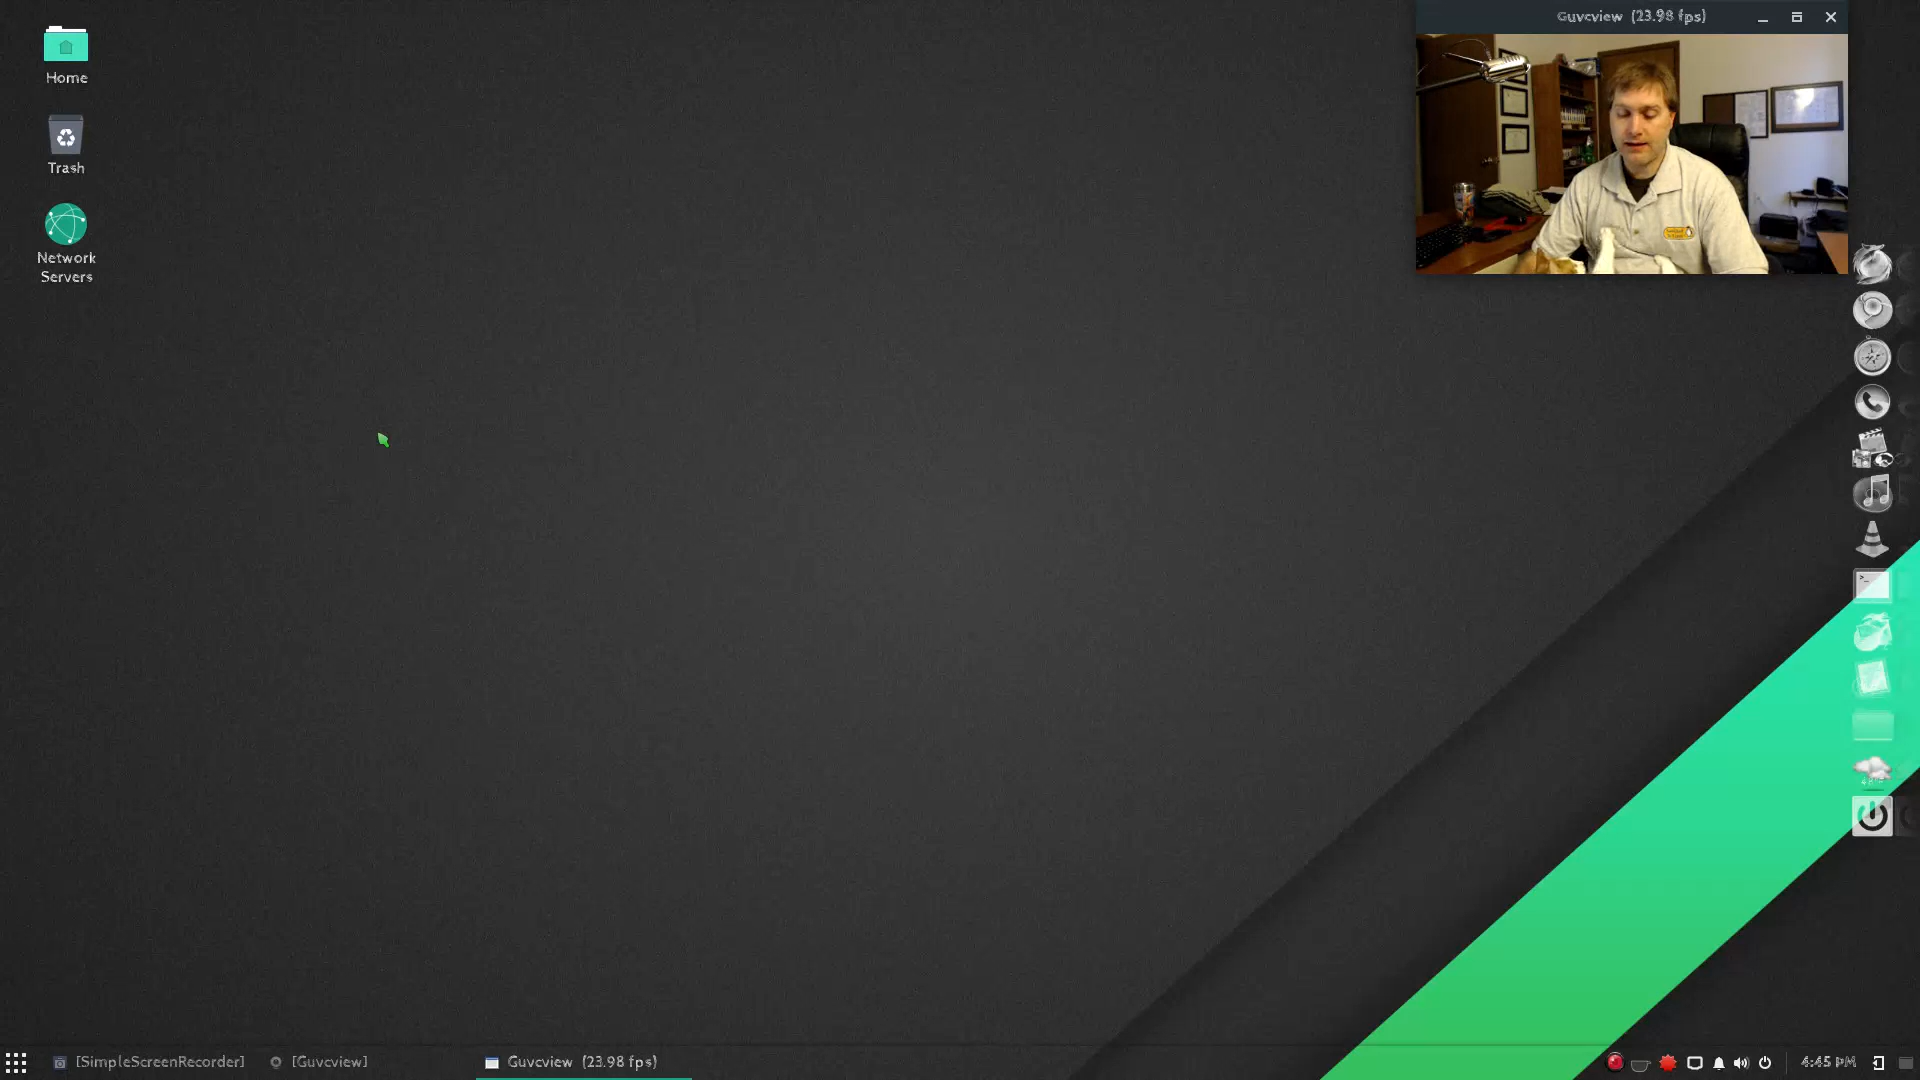 Guvcview (23.98 fps)
Home
Trash
Network
Servers
[SimpleScreenRecorder]
[Guvcview]
Guvcview (23.98 fps)
4:45 PM